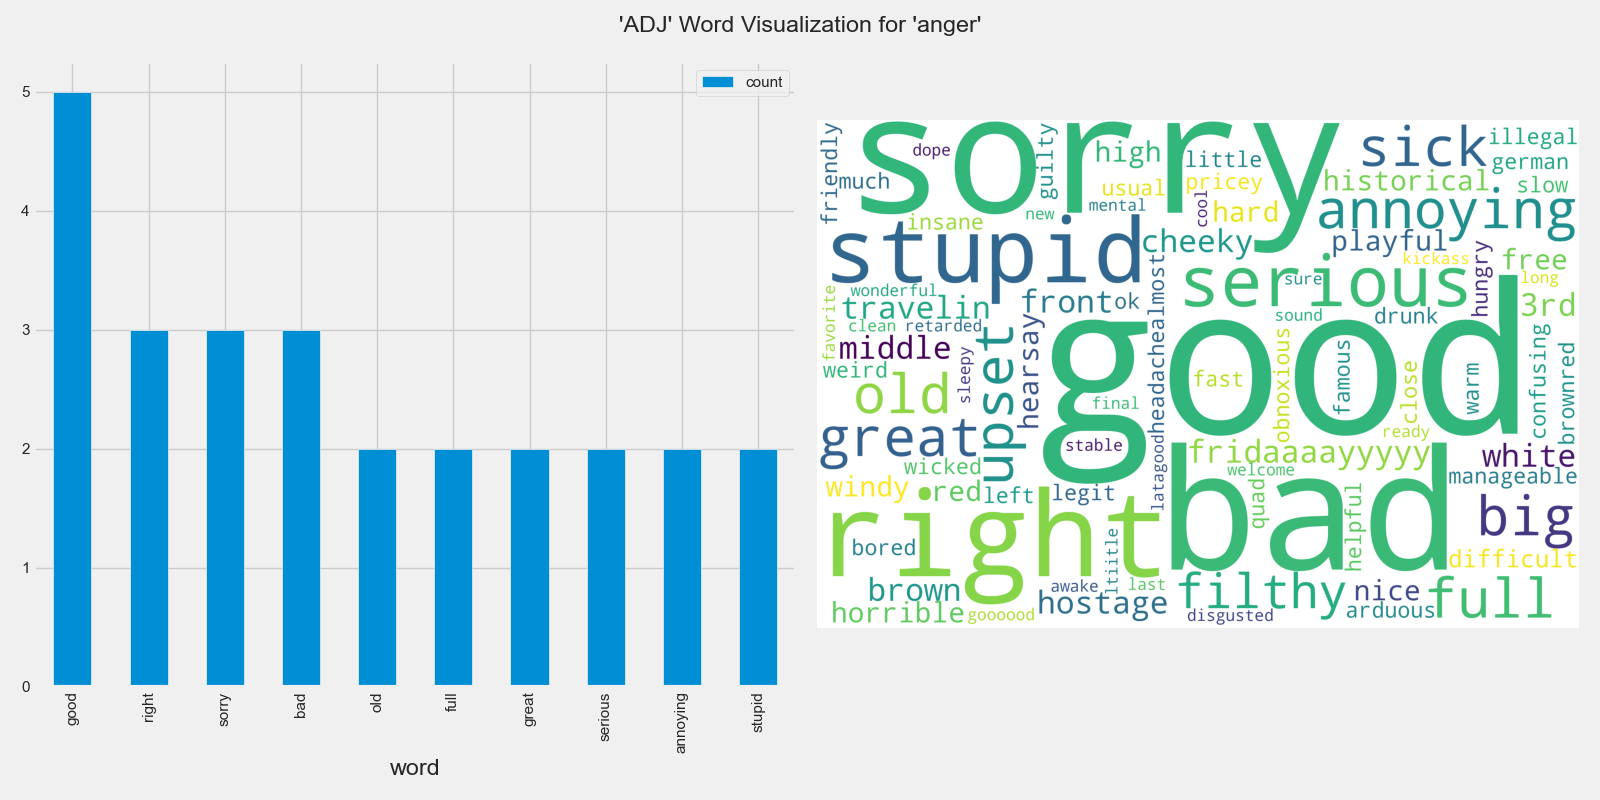 'ADJ' Word Visualization for 'anger'
count
5
4
3
2
1
0
good
right
sorry
bad
old
full
great
serious
annoying
stupid
word
sorry
sick
illegal
german
friendly
dope
much
guilty
high
little
usual
pricey
historical
slow
insane
new
mental
cool
hard
annoying
stupid
cheeky
playful
kickass
hungry
free
long
wonderful
travelin
front
ok
serious
sure
3rd
favorite
clean
retarded
sound
drunk
middle
weird
sleepy
upset
hearsay
good
latagoodheadachealmost
fast
obnoxious
famous
close
warm
confusing
brownred
old
final
great
stable
ready
wicked
fridaaaayyyyy
white
welcome
manageable
windy
red
left
legit
right
bad
quad
helpful
big
bored
ltiitle
difficult
brown
awake
last
filthy
nice
full
horrible
goooood
hostage
disgusted
arduous